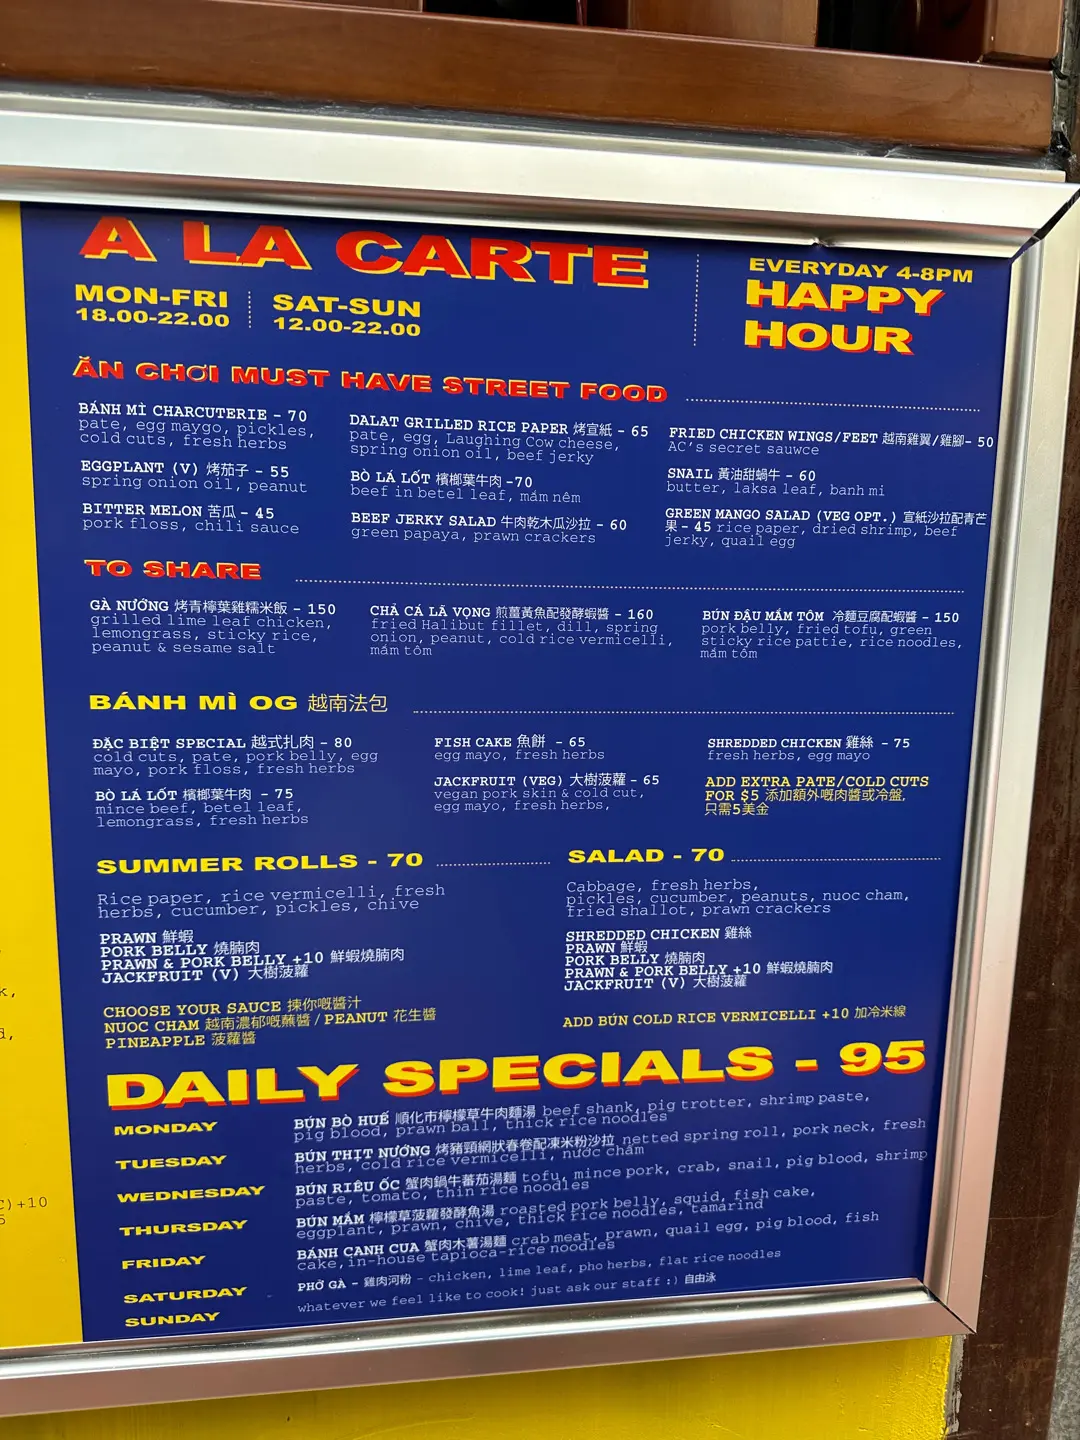 A LA CARTE
MON-FRI
18.00-22.00
SAT-SUN
12.00-22.00
EVERYDAY 4-8PM
HAPPY
HOUR
ĂN CHƠI MUST HAVE STREET FOOD
BÁNH MÌ CHARCUTERIE - 70
pate, egg maygo, pickles,
cold cuts, fresh herbs
EGGPLANT (V) 烤茄子 - 55
spring onion oil, peanut
BITTER MELON 苦瓜 - 45
pork floss, chili sauce
DALAT GRILLED RICE PAPER 烤宣紙 - 65
pate, egg, Laughing Cow cheese,
spring onion oil, beef jerky
BÒ LÁ LỐT 檳榔葉牛肉 -70
beef in betel leaf, mắm nêm
BEEF JERKY SALAD 牛肉乾木瓜沙拉 - 60
green papaya, prawn crackers
FRIED CHICKEN WINGS/FEET 越南雞翼/雞腳- 50
AC's secret sauwce
SNAIL 黃油甜蝸牛 - 60
butter, laksa leaf, banh mi
GREEN MANGO SALAD (VEG OPT.) 宣紙沙拉配青芒
果 - 45 rice paper, dried shrimp, beef
jerky, quail egg
TO SHARE
GÀ NƯỚNG 烤青檸葉雞糯米飯 - 150
grilled lime leaf chicken,
lemongrass, sticky rice,
peanut & sesame salt
CHẢ CÁ LÃ VỌNG 煎薑黃魚配發酵蝦醬 - 160
fried Halibut fillet, dill, spring
onion, peanut, cold rice vermicelli,
mắm tôm
BÚN ĐẬU MẮM TÔM 冷麵豆腐配蝦醬 - 150
pork belly, fried tofu, green
sticky rice pattie, rice noodles,
mắm tôm
BÁNH MÌ OG 越南法包
ĐẶC BIỆT SPECIAL 越式扎肉 - 80
cold cuts, pate, pork belly, egg
mayo, pork floss, fresh herbs
BÒ LÁ LỐT 檳榔葉牛肉 - 75
mince beef, betel leaf,
lemongrass, fresh herbs
FISH CAKE 魚餅 - 65
egg mayo, fresh herbs
JACKFRUIT (VEG) 大樹菠蘿 - 65
vegan pork skin & cold cut,
egg mayo, fresh herbs,
SHREDDED CHICKEN 雞絲 - 75
fresh herbs, egg mayo
ADD EXTRA PATE/COLD CUTS
FOR $5 添加額外嘅肉醬或冷盤,
只需5美金
SUMMER ROLLS - 70
Rice paper, rice vermicelli, fresh
herbs, cucumber, pickles, chive
PRAWN 鮮蝦
PORK BELLY 燒腩肉
PRAWN & PORK BELLY +10 鮮蝦燒腩肉
JACKFRUIT (V) 大樹菠蘿
CHOOSE YOUR SAUCE 揀你嘅醬汁
NUOC CHAM 越南濃郁嘅蘸醬 / PEANUT 花生醬
PINEAPPLE 菠蘿醬
SALAD - 70
Cabbage, fresh herbs,
pickles, cucumber, peanuts, nuoc cham,
fried shallot, prawn crackers
SHREDDED CHICKEN 雞絲
PRAWN 鮮蝦
PORK BELLY 燒腩肉
PRAWN & PORK BELLY +10 鮮蝦燒腩肉
JACKFRUIT (V) 大樹菠蘿
ADD BÚN COLD RICE VERMICELLI +10 加冷米線
DAILY SPECIALS - 95
MONDAY
BÚN BÒ HUẾ 順化市檸檬草牛肉麵湯 beef shank, pig trotter, shrimp paste,
pig blood, prawn ball, thick rice noodles
TUESDAY
BÚN THỊT NƯỚNG 烤豬頸網狀春卷配凍米粉沙拉 netted spring roll, pork neck, fresh
herbs, cold rice vermicelli, nước chấm
WEDNESDAY
BÚN RIÊU ỐC 蟹肉鍋牛蕃茄湯麵 tofu, mince pork, crab, snail, pig blood, shrimp
paste, tomato, thin rice noodles
THURSDAY
BÚN MẮM 檸檬草菠蘿發酵魚湯 roasted pork belly, squid, fish cake,
eggplant, prawn, chive, thick rice noodles, tamarind
FRIDAY
BÁNH CANH CUA 蟹肉木薯湯麵 crab meat, prawn, quail egg, pig blood, fish
cake, in-house tapioca-rice noodles
SATURDAY
PHỞ GÀ - 雞肉河粉 - chicken, lime leaf, pho herbs, flat rice noodles
SUNDAY
whatever we feel like to cook! just ask our staff :) 自由泳
k,
d,
C)+10
5